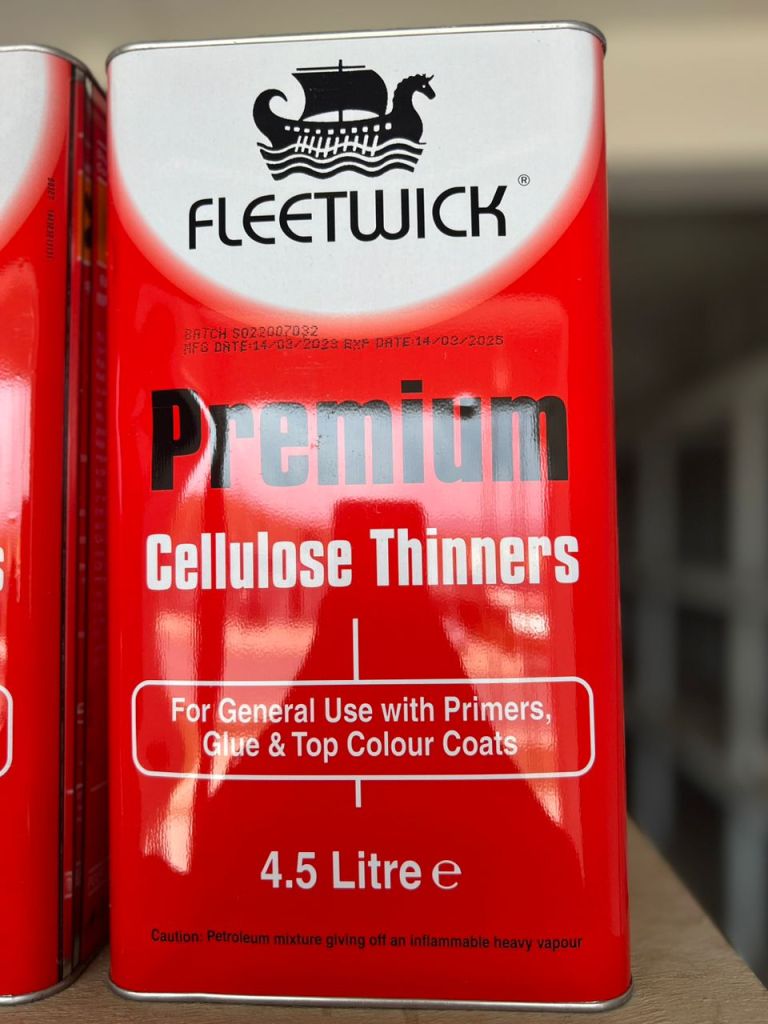 FLEETWICK®
BATCH S022007032
MFG DATE:14/03/2023 EXP DATE:14/03/2025
Premium
Cellulose Thinners
For General Use with Primers,
Glue & Top Colour Coats
4.5 Litre e
Caution: Petroleum mixture giving off an inflammable heavy vapour